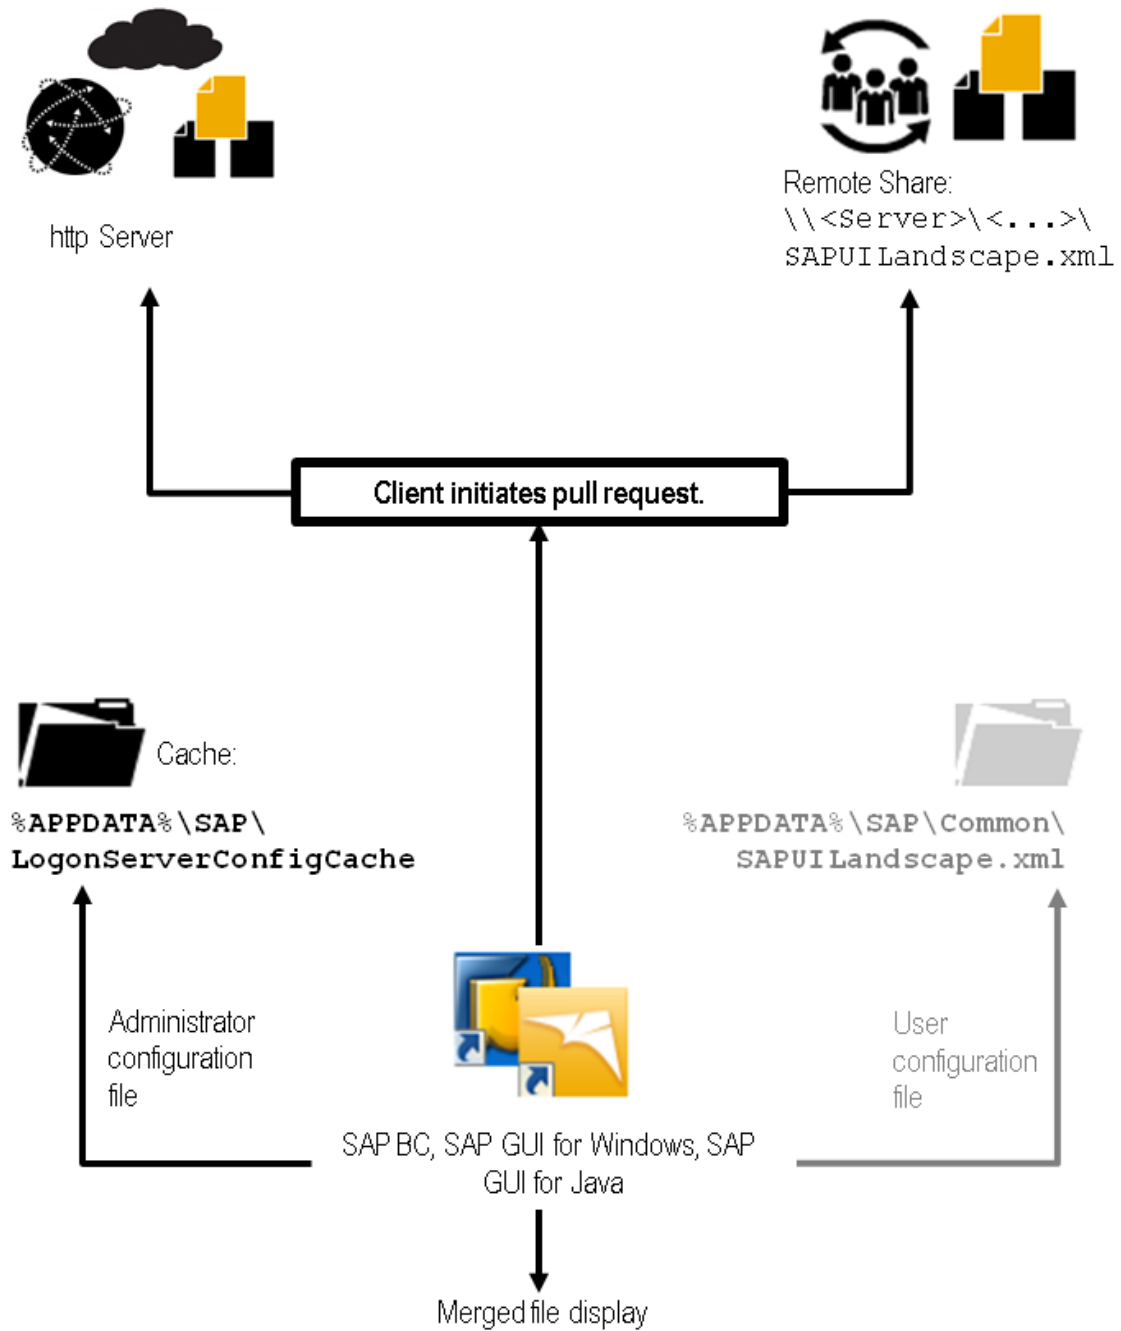 http Server
Remote Share:
\\<Server>\<...>\
SAPUILandscape.xml
Client initiates pull request.
Cache:
%APPDATA%\SAP\
LogonServerConfigCache
%APPDATA%\SAP\Common\
SAPUILandscape.xml
Administrator
configuration
file
User
configuration
file
SAP BC, SAP GUI for Windows, SAP
GUI for Java
Merged file display